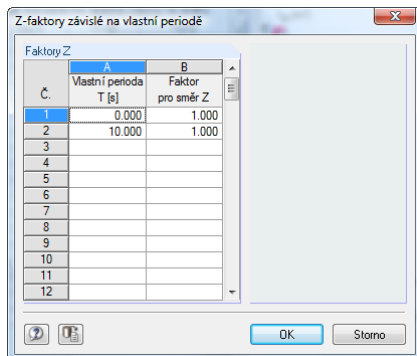 Z-faktory závislé na vlastní periodě
Faktory Z
A B
Č. Vlastní perioda Faktor
T [s] pro směr Z
1 0.000 1.000
2 10.000 1.000
3
4
5
6
7
8
9
10
11
12
OK Storno